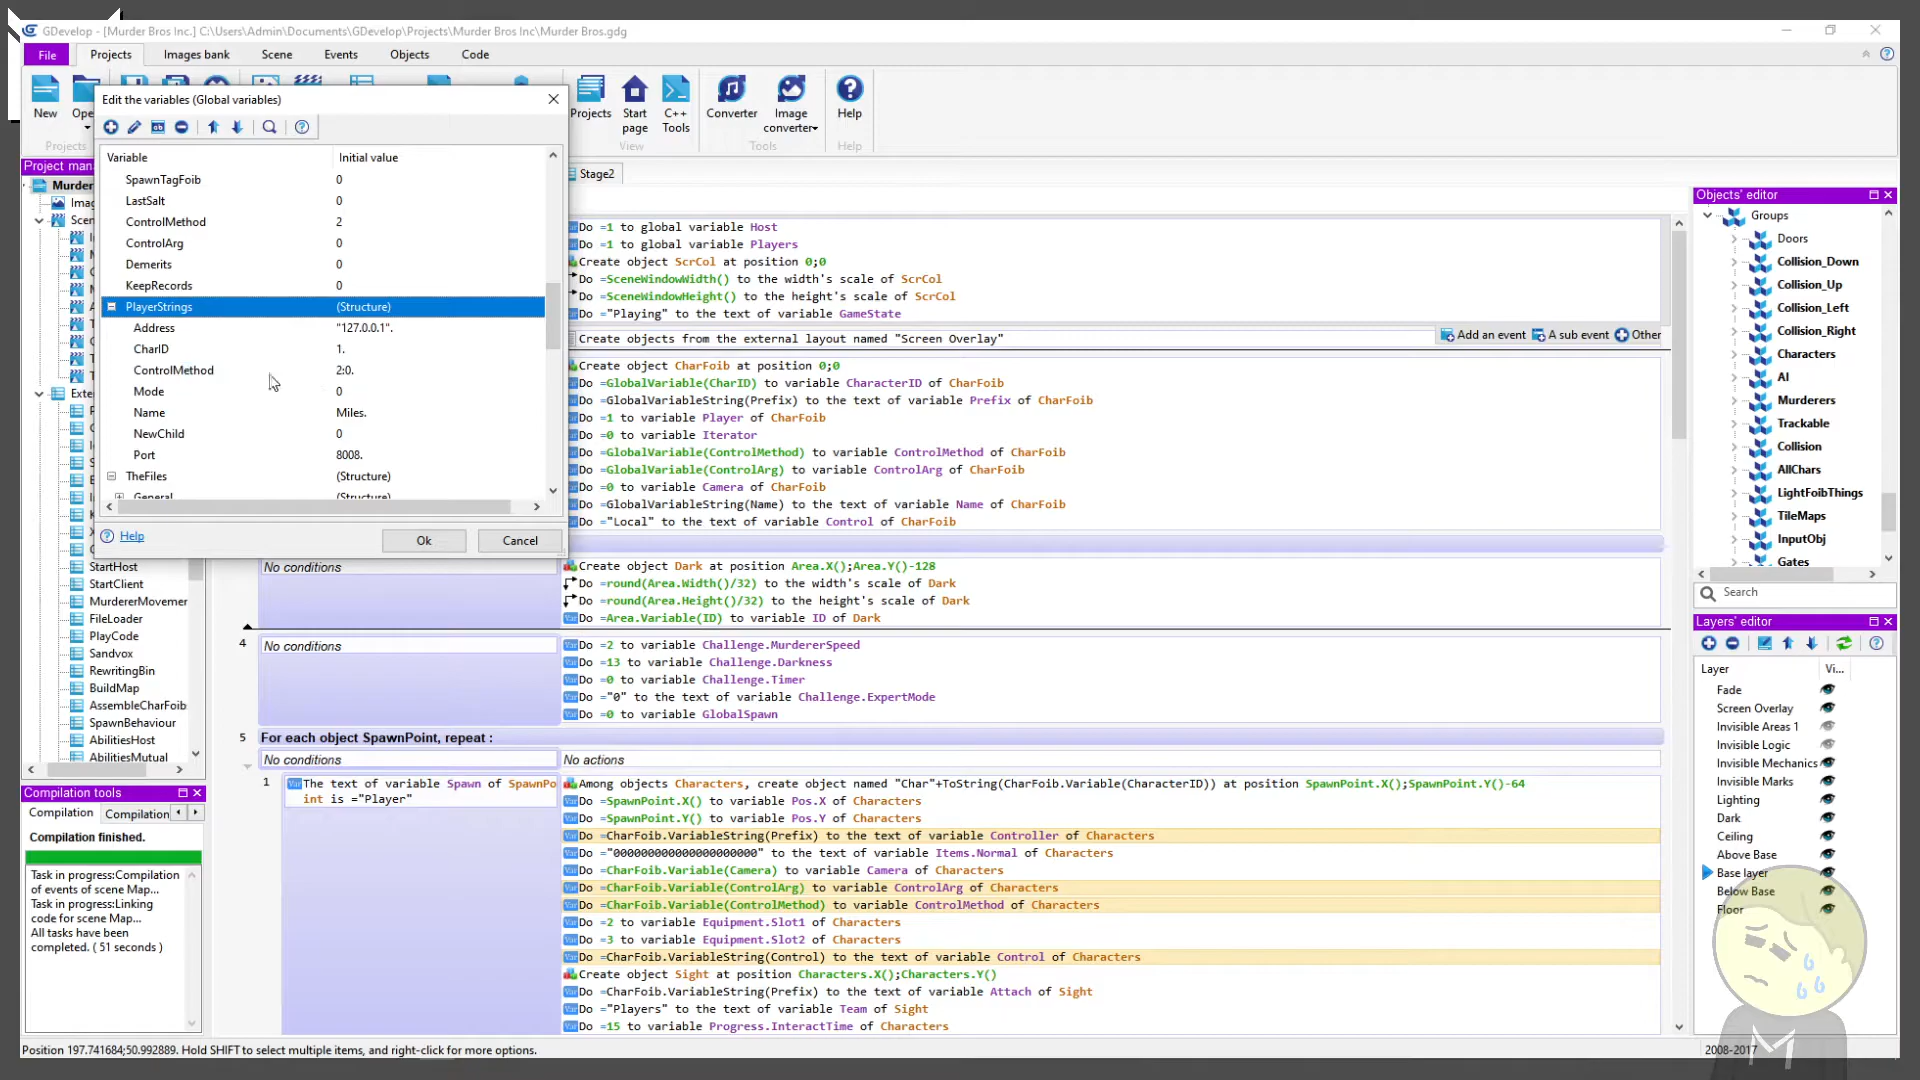 GDevelop - [Murder Bros Inc.] C:\Users\Admin\Documents\GDevelop\Projects\Murder Bros Inc\Murder Bros.gdg
File Projects Images bank Scene Events Objects Code
New Projects Start page C++ Tools Converter Image converter Help
Projects View Tools Help
Edit the variables (Global variables)
Variable Initial value
SpawnTagFoib 0
LastSalt 0
ControlMethod 2
ControlArg 0
Demerits 0
KeepRecords 0
PlayerStrings (Structure)
Address "127.0.0.1".
CharID 1.
ControlMethod 2:0.
Mode 0
Name Miles.
NewChild 0
Port 8008.
TheFiles (Structure)
General (Structure)
Help Ok Cancel
StartHost
StartClient
MurdererMovemen
FileLoader
PlayCode
Sandvox
RewritingBin
BuildMap
AssembleCharFoib
SpawnBehaviour
AbilitiesHost
AbilitiesMutual
Compilation tools
Compilation Compilation
Compilation finished.
Task in progress:Compilation
of events of scene Map...
Task in progress:Linking
code for scene Map...
All tasks have been
completed. ( 51 seconds )
Stage2
Do =1 to global variable Host
Do =1 to global variable Players
Create object ScrCol at position 0;0
Do =SceneWindowWidth() to the width's scale of ScrCol
Do =SceneWindowHeight() to the height's scale of ScrCol
Do ="Playing" to the text of variable GameState
Create objects from the external layout named "Screen Overlay"
Add an event A sub event Other
Create object CharFoib at position 0;0
Do =GlobalVariable(CharID) to variable CharacterID of CharFoib
Do =GlobalVariableString(Prefix) to the text of variable Prefix of CharFoib
Do =1 to variable Player of CharFoib
Do =0 to variable Iterator
Do =GlobalVariable(ControlMethod) to variable ControlMethod of CharFoib
Do =GlobalVariable(ControlArg) to variable ControlArg of CharFoib
Do =0 to variable Camera of CharFoib
Do =GlobalVariableString(Name) to the text of variable Name of CharFoib
Do ="Local" to the text of variable Control of CharFoib
No conditions
Create object Dark at position Area.X();Area.Y()-128
Do =round(Area.Width()/32) to the width's scale of Dark
Do =round(Area.Height()/32) to the height's scale of Dark
Do =Area.Variable(ID) to variable ID of Dark
4 No conditions
Do =2 to variable Challenge.MurdererSpeed
Do =13 to variable Challenge.Darkness
Do =0 to variable Challenge.Timer
Do ="0" to the text of variable Challenge.ExpertMode
Do =0 to variable GlobalSpawn
5 For each object SpawnPoint, repeat :
No conditions No actions
1 The text of variable Spawn of SpawnPo
int is ="Player"
Among objects Characters, create object named "Char"+ToString(CharFoib.Variable(CharacterID)) at position SpawnPoint.X();SpawnPoint.Y()-64
Do =SpawnPoint.X() to variable Pos.X of Characters
Do =SpawnPoint.Y() to variable Pos.Y of Characters
Do =CharFoib.VariableString(Prefix) to the text of variable Controller of Characters
Do ="00000000000000000000" to the text of variable Items.Normal of Characters
Do =CharFoib.Variable(Camera) to variable Camera of Characters
Do =CharFoib.Variable(ControlArg) to variable ControlArg of Characters
Do =CharFoib.Variable(ControlMethod) to variable ControlMethod of Characters
Do =2 to variable Equipment.Slot1 of Characters
Do =3 to variable Equipment.Slot2 of Characters
Do =CharFoib.VariableString(Control) to the text of variable Control of Characters
Create object Sight at position Characters.X();Characters.Y()
Do =CharFoib.VariableString(Prefix) to the text of variable Attach of Sight
Do ="Players" to the text of variable Team of Sight
Do =15 to variable Progress.InteractTime of Characters
Objects' editor
Groups
Doors
Collision_Down
Collision_Up
Collision_Left
Collision_Right
Characters
AI
Murderers
Trackable
Collision
AllChars
LightFoibThings
TileMaps
InputObj
Gates
Search
Layers' editor
Layer Vi...
Fade
Screen Overlay
Invisible Areas 1
Invisible Logic
Invisible Mechanics
Invisible Marks
Lighting
Dark
Ceiling
Above Base
Base layer
Below Base
Floor
Position 197.741684;50.992889. Hold SHIFT to select multiple items, and right-click for more options.
2008-2017